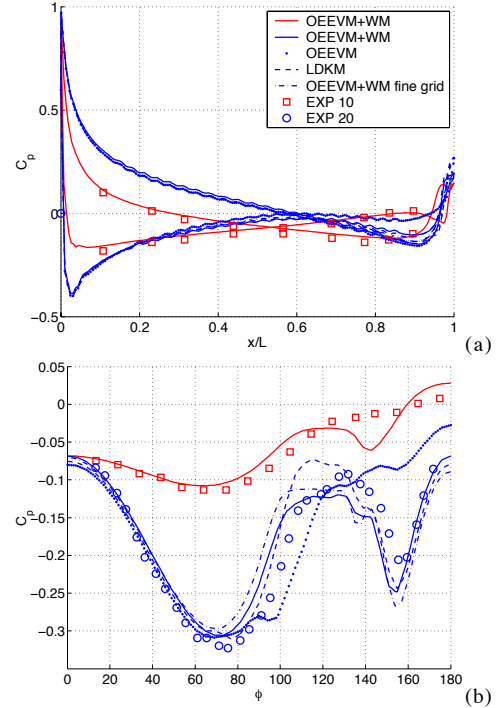 1
0.5
0
−0.5
C_p
0
0.2
0.4
0.6
0.8
1
x/L
OEEVM+WM
OEEVM+WM
OEEVM
LDKM
OEEVM+WM fine grid
EXP 10
EXP 20
(a)
0.05
0
−0.05
−0.1
−0.15
−0.2
−0.25
−0.3
C_p
0
20
40
60
80
100
120
140
160
180
ϕ
(b)